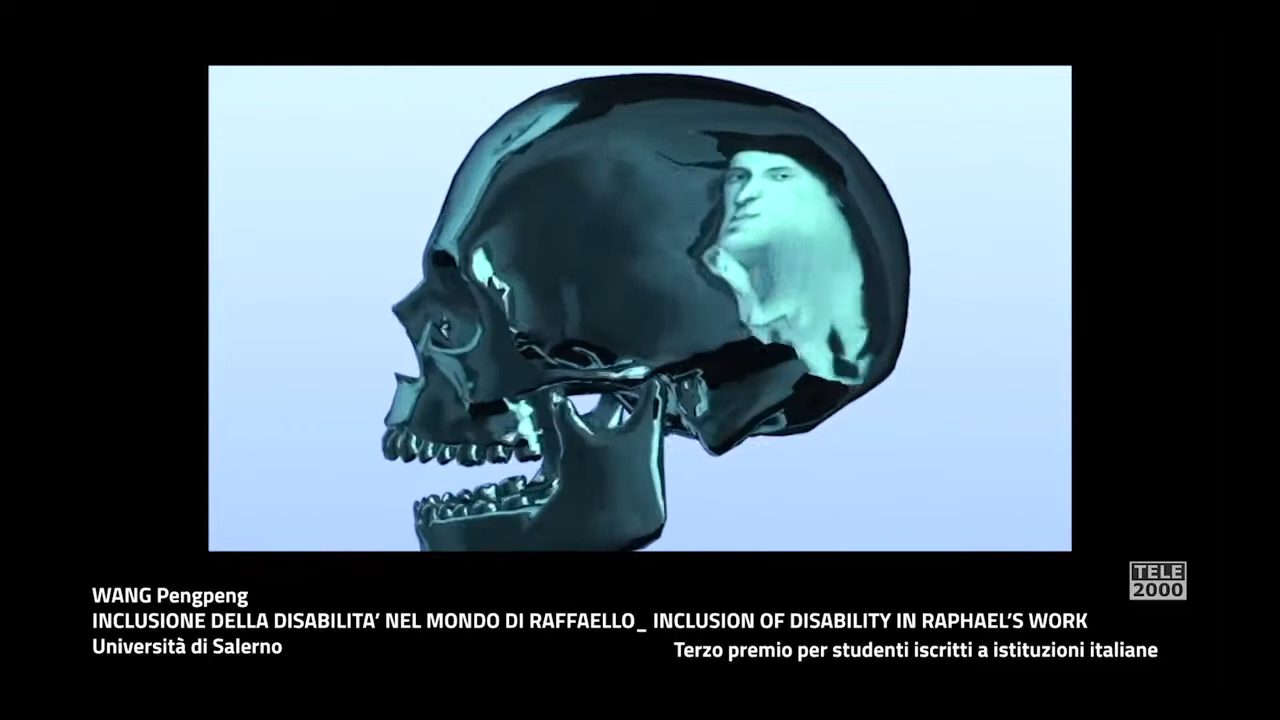 TELE
2000
WANG Pengpeng
INCLUSIONE DELLA DISABILITA’ NEL MONDO DI RAFFAELLO_ INCLUSION OF DISABILITY IN RAPHAEL’S WORK
Università di Salerno
Terzo premio per studenti iscritti a istituzioni italiane